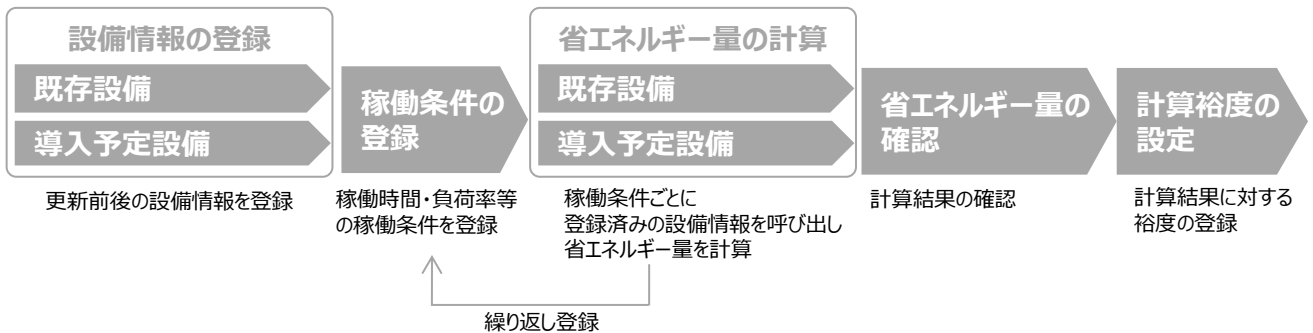 設備情報の登録
既存設備
導入予定設備
更新前後の設備情報を登録
稼働条件の
登録
稼働時間・負荷率等
の稼働条件を登録
省エネルギー量の計算
既存設備
導入予定設備
稼働条件ごとに
登録済みの設備情報を呼び出し
省エネルギー量を計算
繰り返し登録
省エネルギー量の
確認
計算結果の確認
計算裕度の
設定
計算結果に対する
裕度の登録